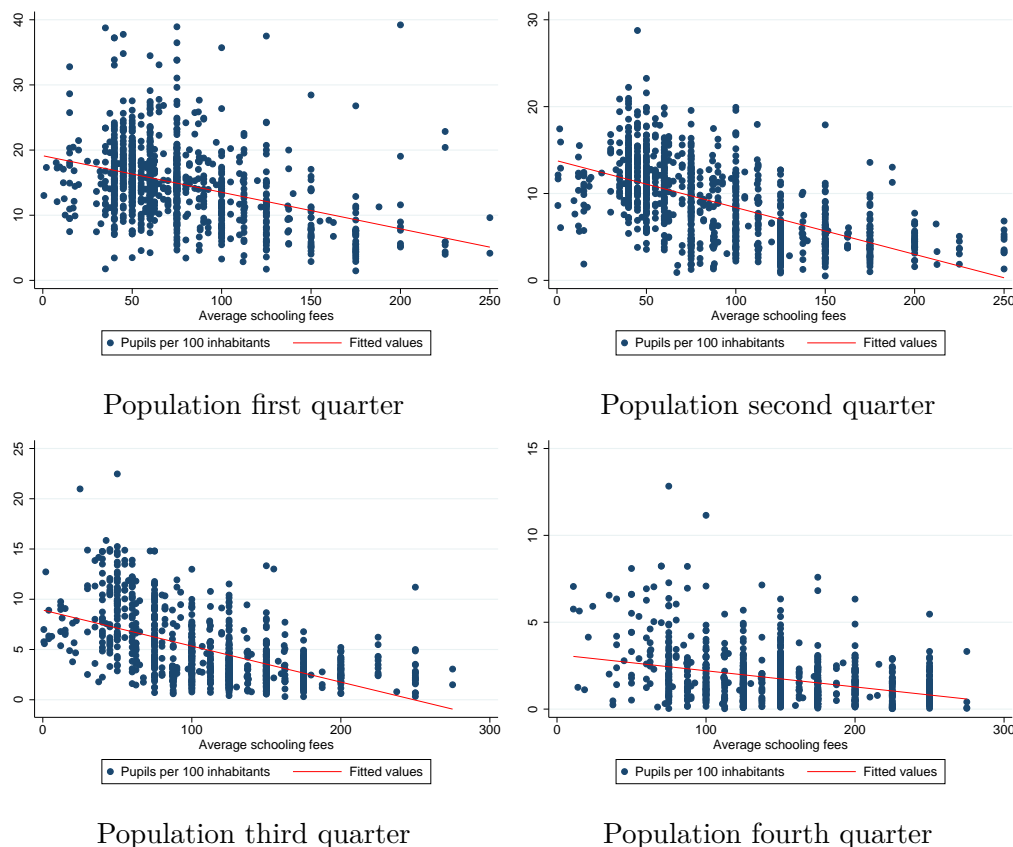 40
30
20
10
0
0 50 100 150 200 250
Average schooling fees
Pupils per 100 inhabitants Fitted values
Population first quarter
30
20
10
0
0 50 100 150 200 250
Average schooling fees
Pupils per 100 inhabitants Fitted values
Population second quarter
25
20
15
10
5
0
0 100 200 300
Average schooling fees
Pupils per 100 inhabitants Fitted values
Population third quarter
15
10
5
0
0 100 200 300
Average schooling fees
Pupils per 100 inhabitants Fitted values
Population fourth quarter